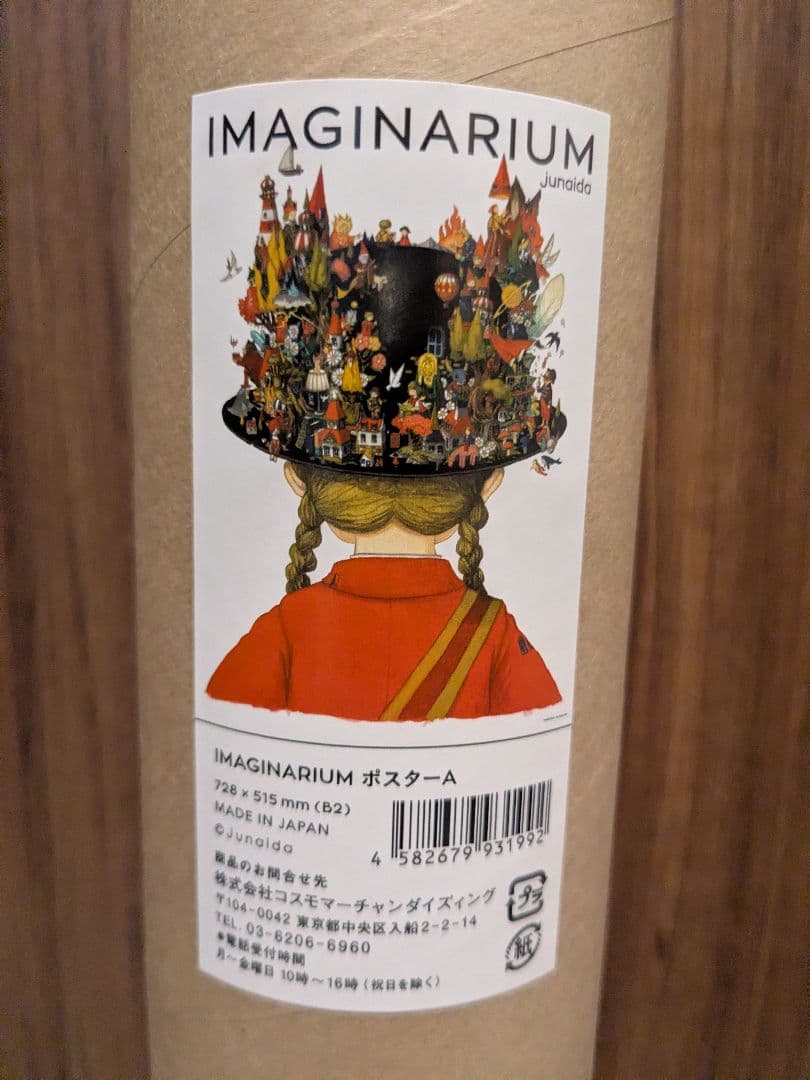 IMAGINARIUM
junaida
IMAGINARIUM ポスターA
728 × 515 mm (B2)
MADE IN JAPAN
©Junaida
商品のお問合せ先
株式会社コスモマーチャンダイズィング
〒104-0042 東京都中央区入船2-2-14
TEL. 03-6206-6960
*電話受付時間
月〜金曜日 10時〜16時 (祝日を除く)
4 582679 931992
プラ
紙